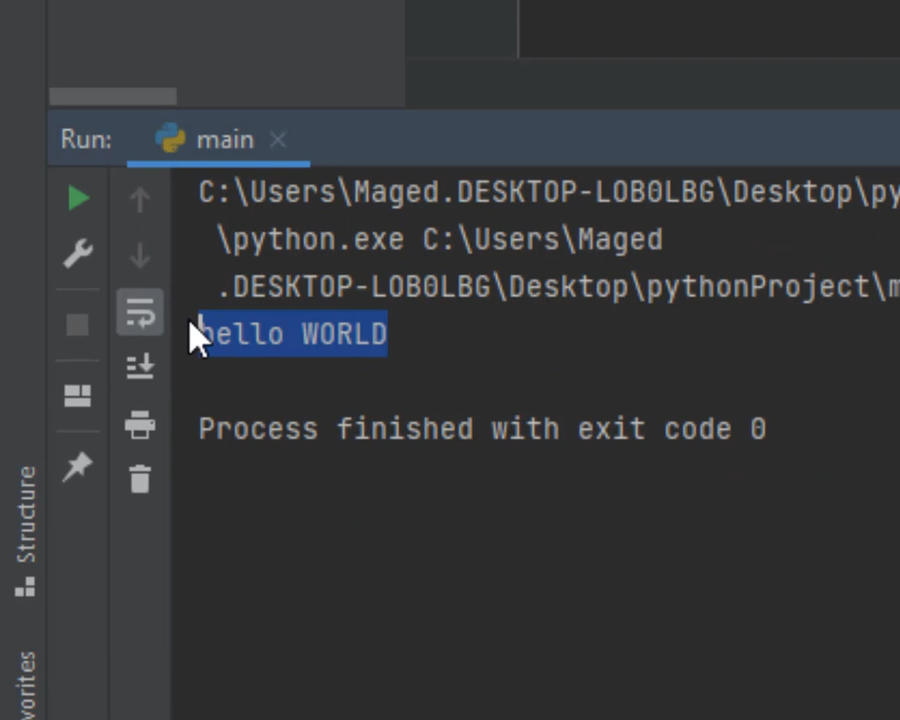 Run: main
C:\Users\Maged.DESKTOP-LOB0LBG\Desktop\py
\python.exe C:\Users\Maged
.DESKTOP-LOB0LBG\Desktop\pythonProject\m
hello WORLD
Process finished with exit code 0
Structure
vorites